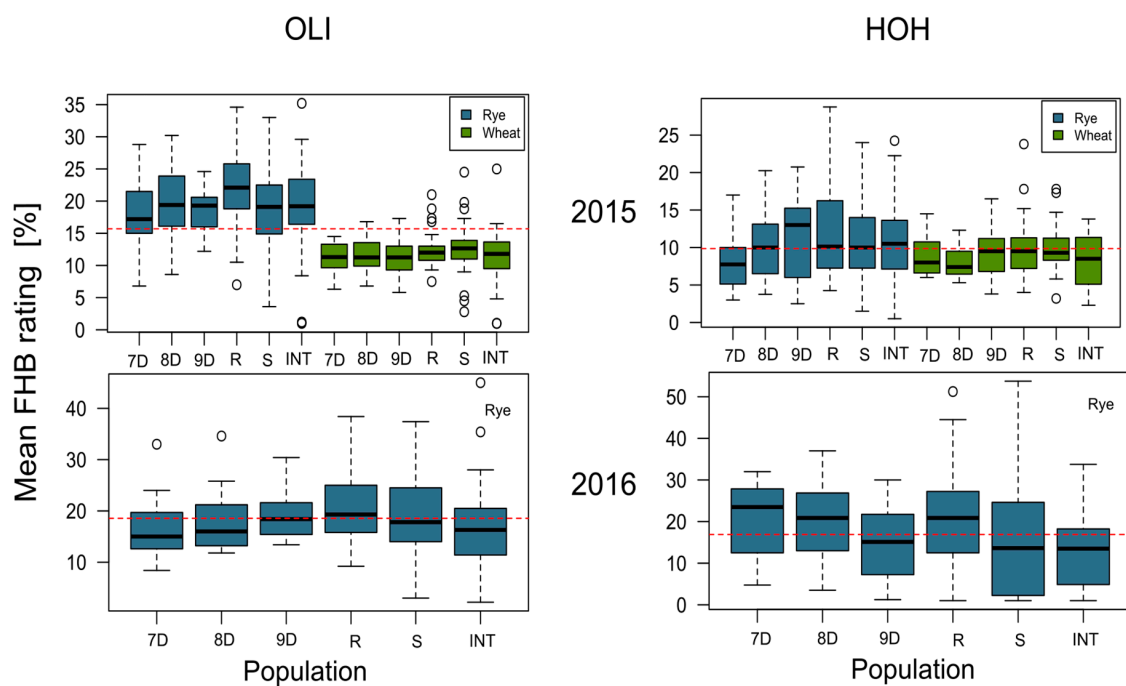 OLI
HOH
Mean FHB rating [%]
35
30
25
20
15
10
5
0
Rye
Wheat
7D 8D 9D R S INT 7D 8D 9D R S INT
2015
25
20
15
10
5
0
Rye
Wheat
7D 8D 9D R S INT 7D 8D 9D R S INT
40
30
20
10
Rye
7D 8D 9D R S INT
Population
2016
50
40
30
20
10
0
Rye
7D 8D 9D R S INT
Population